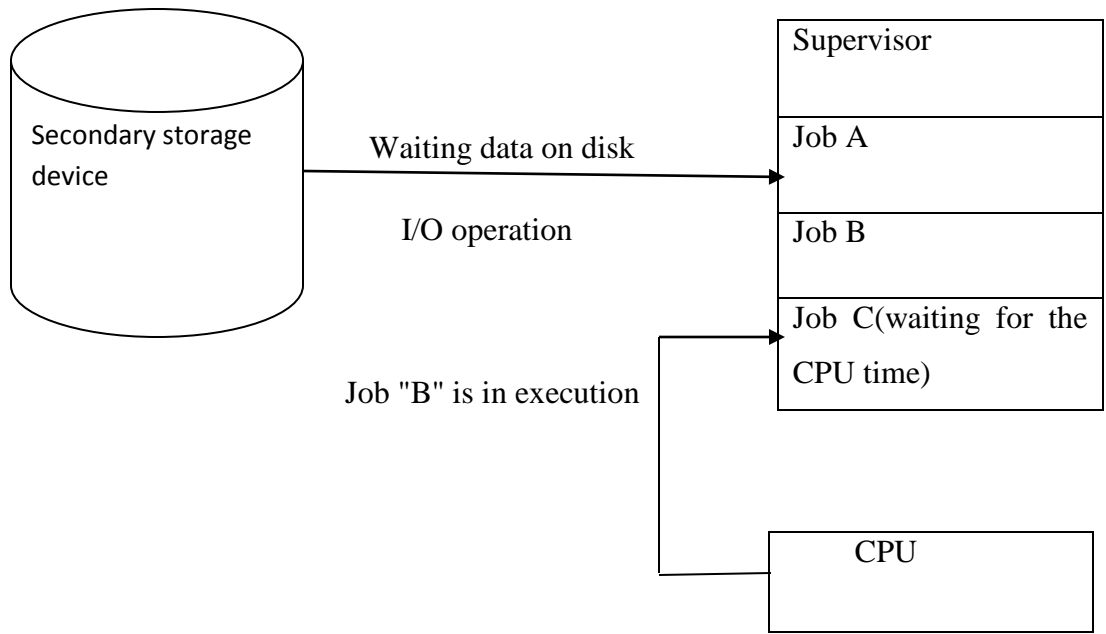 Supervisor
Secondary storage
device
Waiting data on disk
Job A
I/O operation
Job B
Job C(waiting for the
CPU time)
Job "B" is in execution
CPU